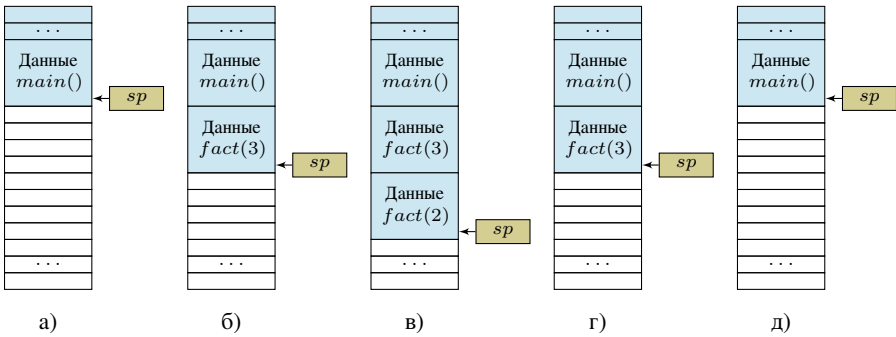 ... ... ... ... ...
Данные Данные Данные Данные Данные
main() main() main() main() main()
sp sp
Данные Данные Данные
fact(3) fact(3) fact(3)
sp sp
Данные
fact(2)
sp
... ... ... ... ...
а) б) в) г) д)